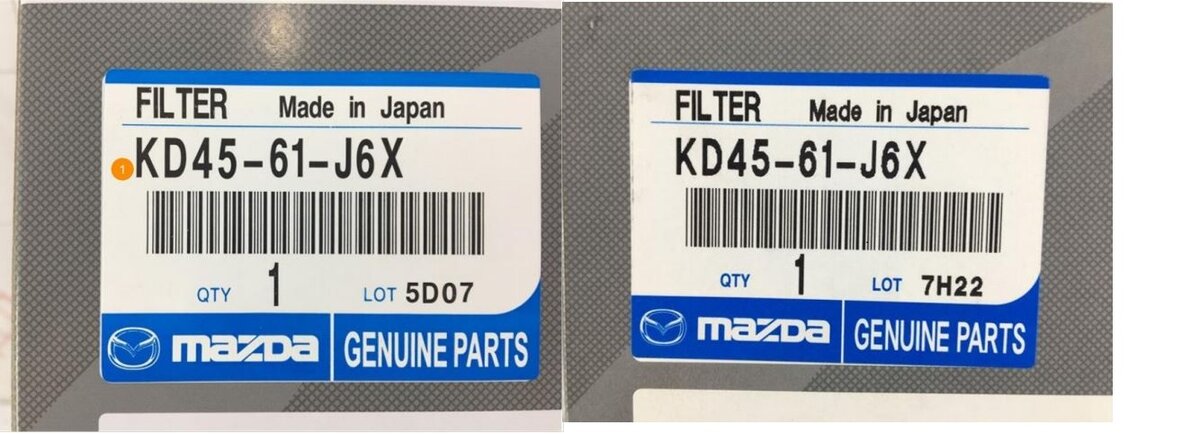 FILTER Made in Japan
1 KD45-61-J6X
QTY 1 LOT 5D07
mazDa GENUINE PARTS
FILTER Made in Japan
KD45-61-J6X
QTY 1 LOT 7H22
mazDa GENUINE PARTS